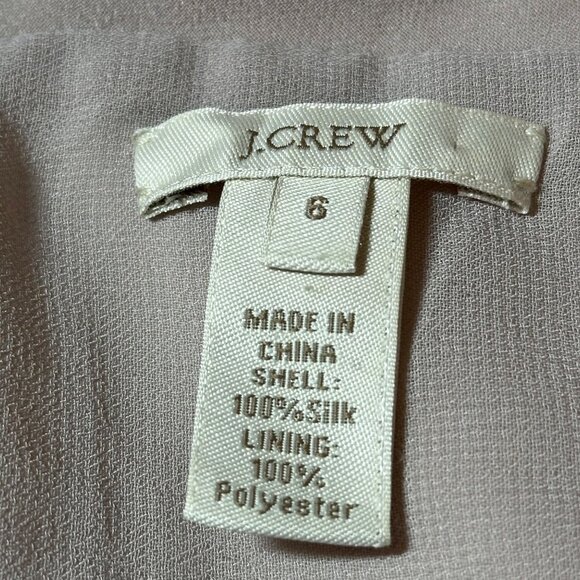 J.CREW
6
MADE IN
CHINA
SHELL:
100%Silk
LINING:
100%
Polyester